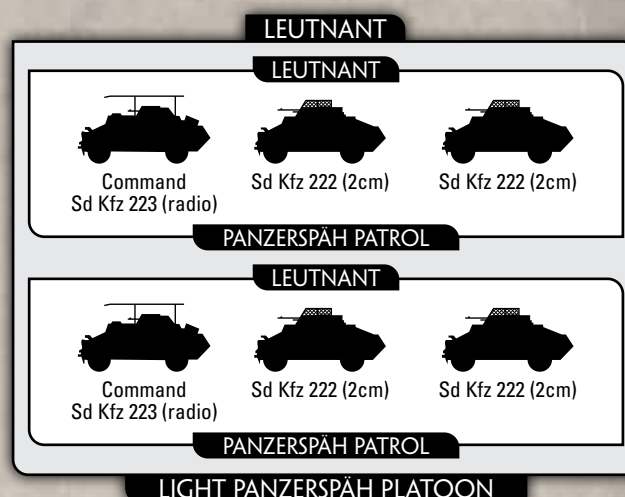 LEUTNANT
LEUTNANT
Command
Sd Kfz 223 (radio)
Sd Kfz 222 (2cm)
Sd Kfz 222 (2cm)
PANZERSPÄH PATROL
LEUTNANT
Command
Sd Kfz 223 (radio)
Sd Kfz 222 (2cm)
Sd Kfz 222 (2cm)
PANZERSPÄH PATROL
LIGHT PANZERSPÄH PLATOON